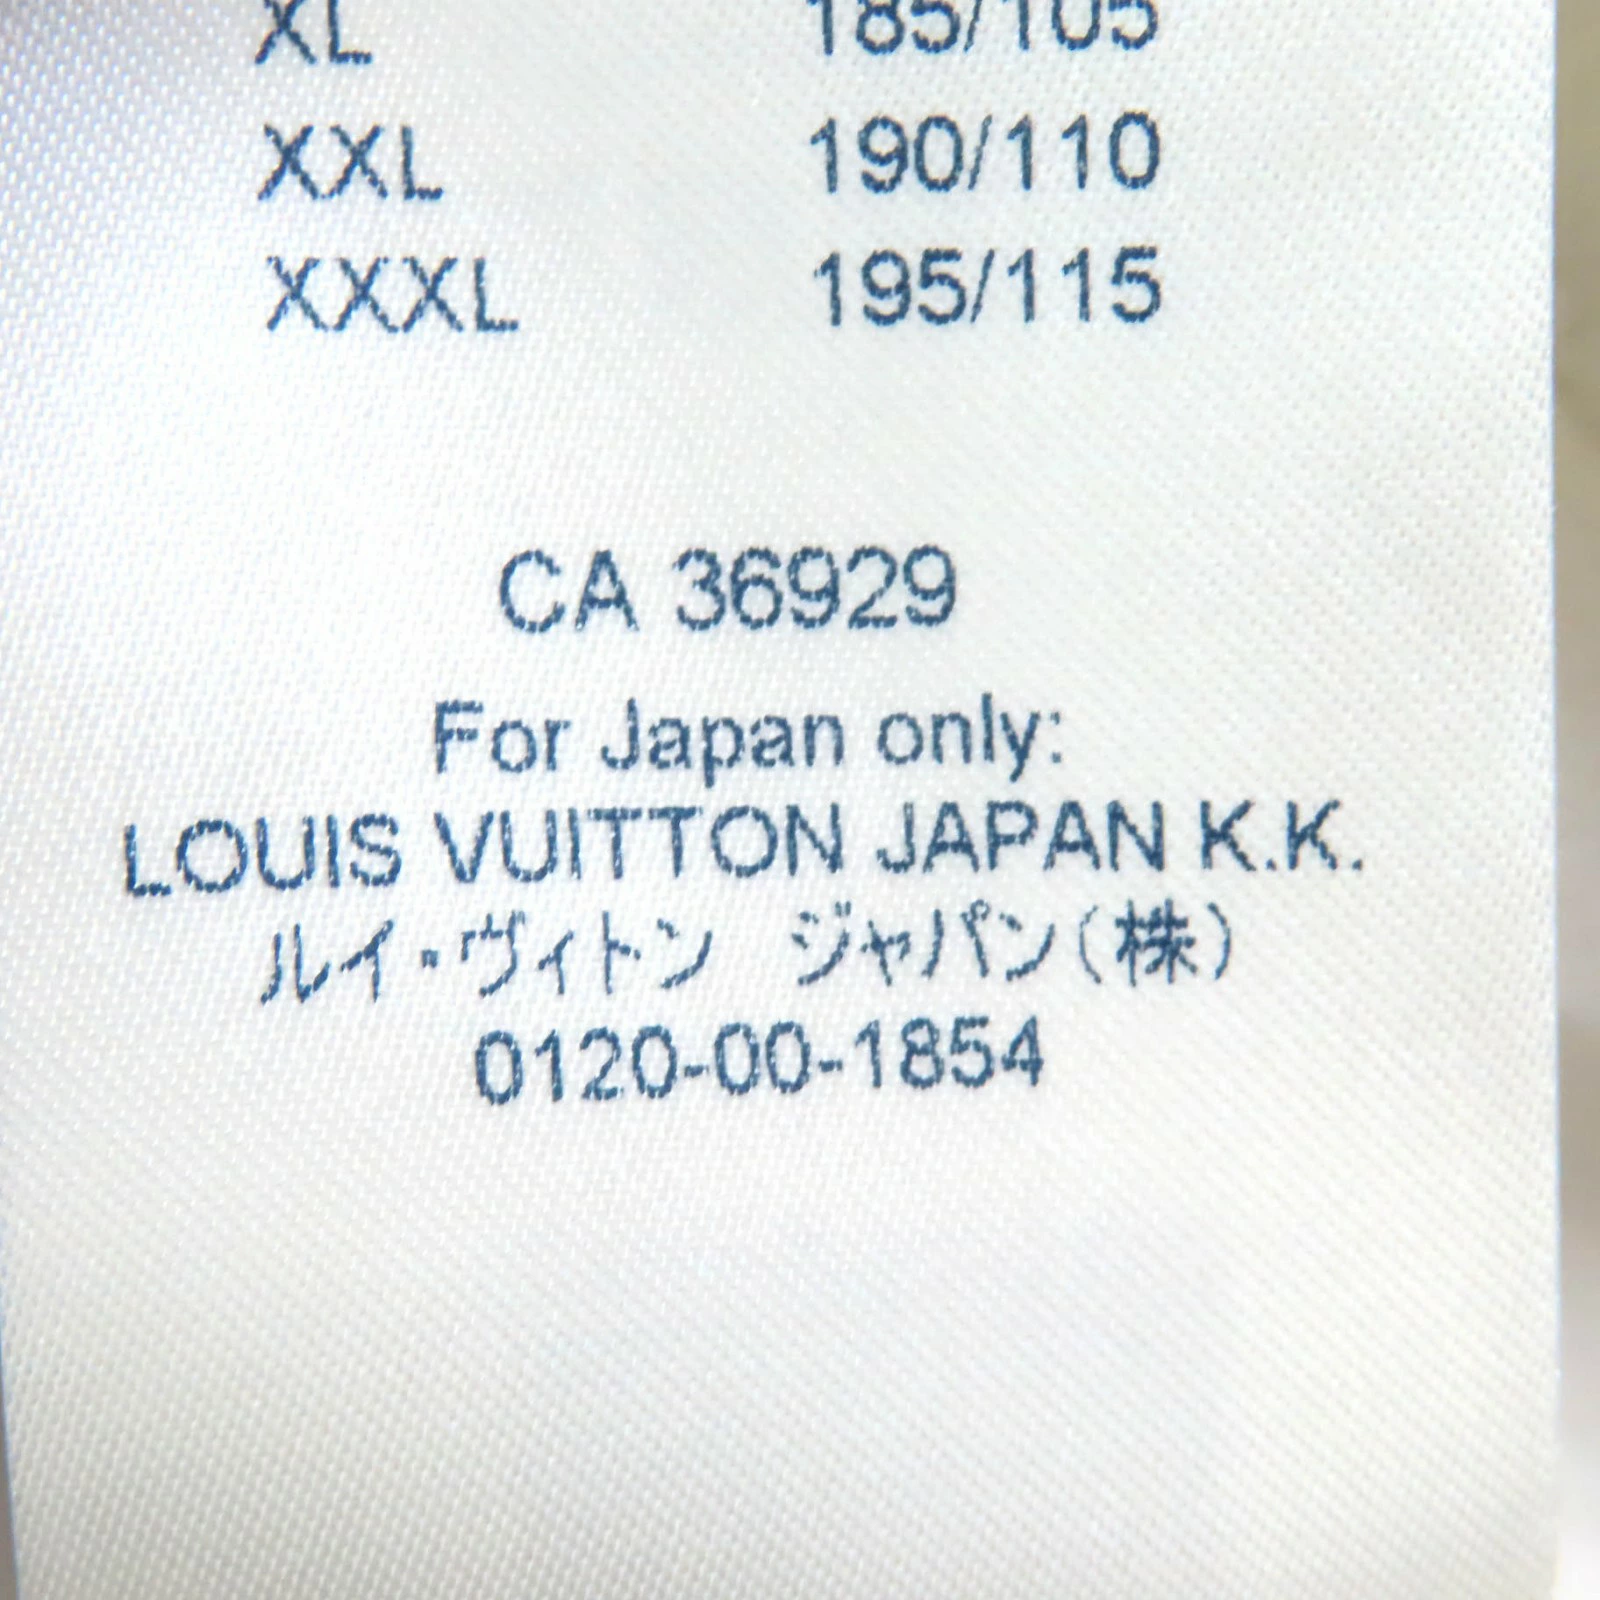 XL 185/105
XXL 190/110
XXXL 195/115
CA 36929
For Japan only:
LOUIS VUITTON JAPAN K.K.
ルイ・ヴィトン ジャパン(株)
0120-00-1854